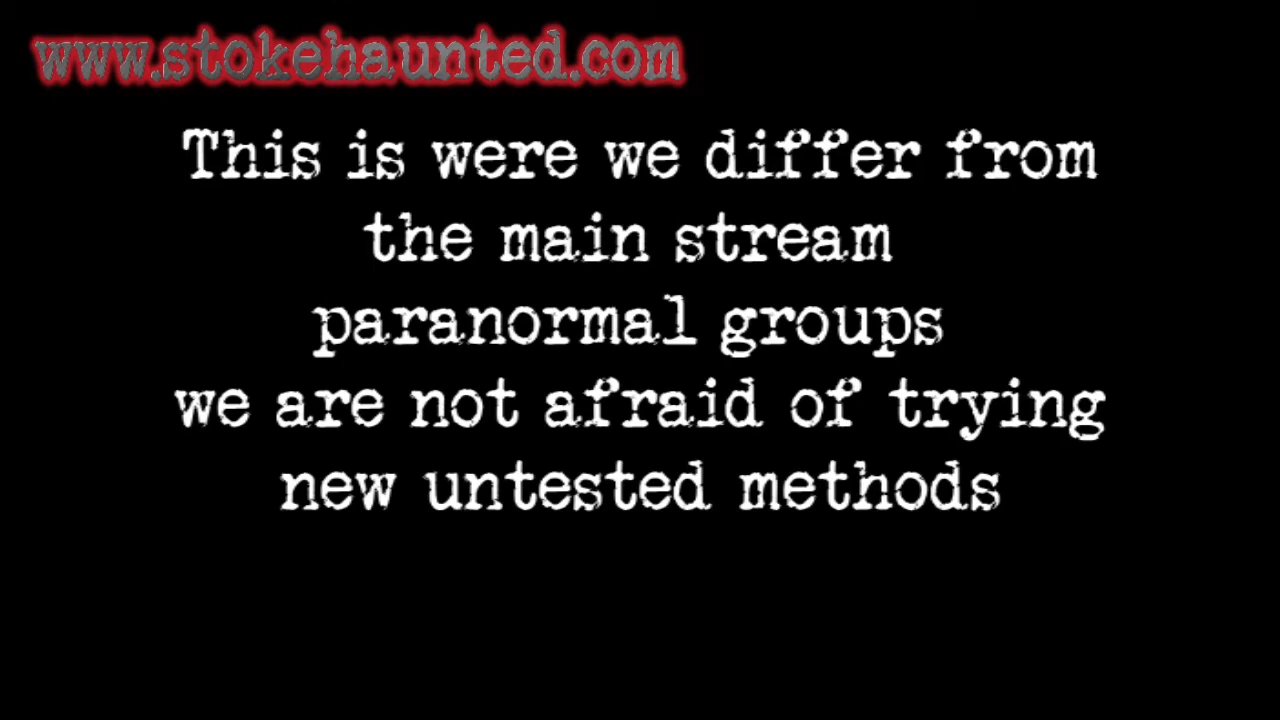 www.stokehaunted.com
This is were we differ from
the main stream
paranormal groups
we are not afraid of trying
new untested methods